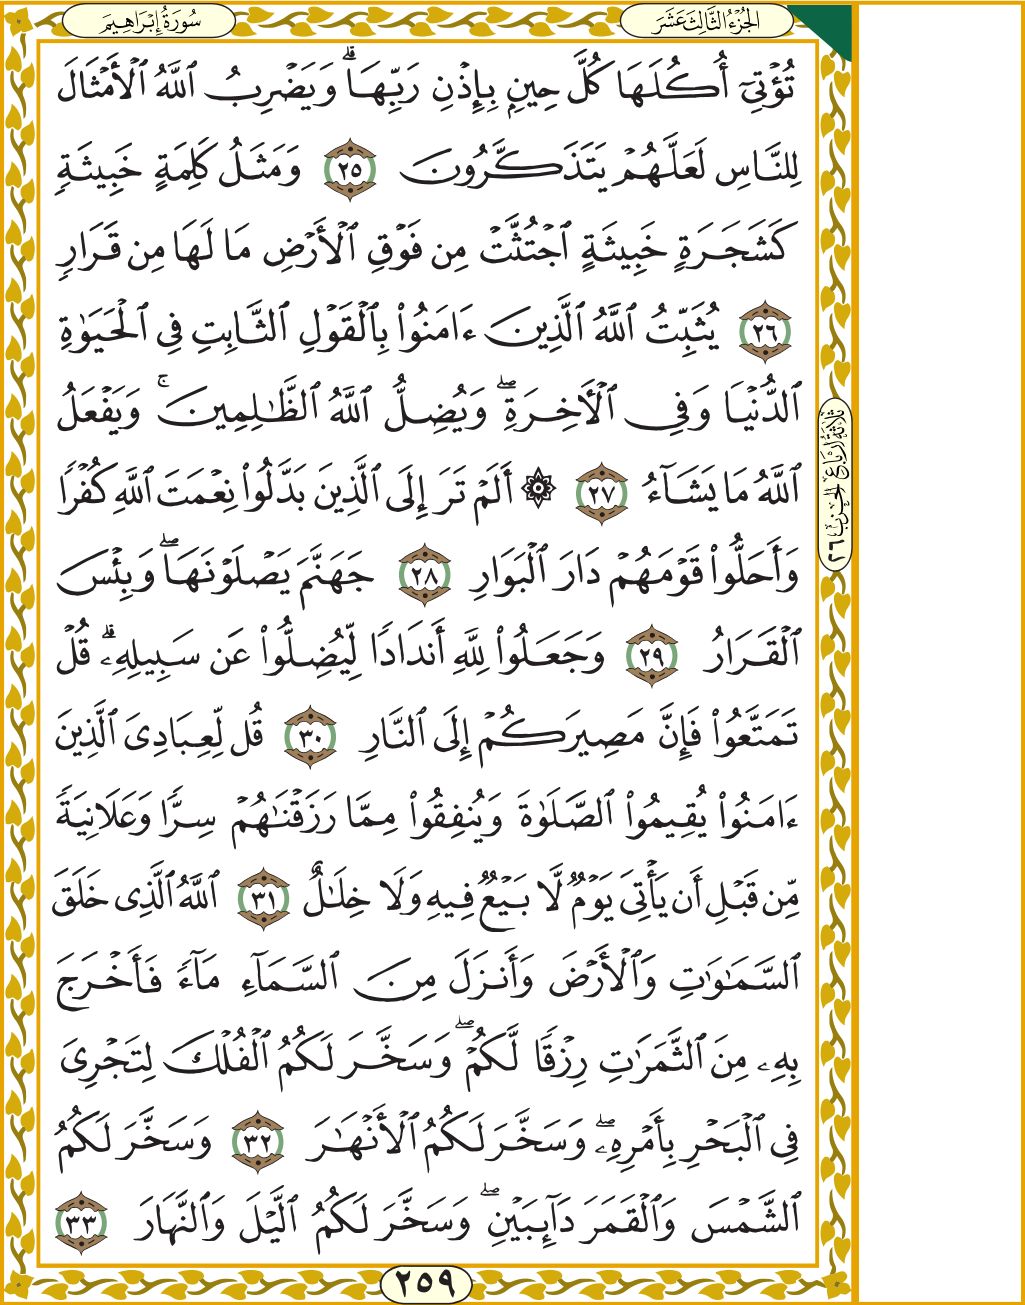 الجُزْءُ الثَّالِثَ عَشَرَ
سُورَةُ إِبْرَاهِيمَ
تُؤْتِىٓ أُكُلَهَا كُلَّ حِينٍۭ بِإِذْنِ رَبِّهَاۗ وَيَضْرِبُ ٱللَّهُ ٱلْأَمْثَالَ
لِلنَّاسِ لَعَلَّهُمْ يَتَذَكَّرُونَ ٢٥ وَمَثَلُ كَلِمَةٍ خَبِيثَةٍ
كَشَجَرَةٍ خَبِيثَةٍ ٱجْتُثَّتْ مِن فَوْقِ ٱلْأَرْضِ مَا لَهَا مِن قَرَارٍ
٢٦ يُثَبِّتُ ٱللَّهُ ٱلَّذِينَ ءَامَنُوا۟ بِٱلْقَوْلِ ٱلثَّابِتِ فِى ٱلْحَيَوٰةِ
ٱلدُّنْيَا وَفِى ٱلْأَخِرَةِۖ وَيُضِلُّ ٱللَّهُ ٱلظَّٰلِمِينَۚ وَيَفْعَلُ
ٱللَّهُ مَا يَشَآءُ ٢٧ ۞ أَلَمْ تَرَ إِلَى ٱلَّذِينَ بَدَّلُوا۟ نِعْمَتَ ٱللَّهِ كُفْرًا
وَأَحَلُّوا۟ قَوْمَهُمْ دَارَ ٱلْبَوَارِ ٢٨ جَهَنَّمَ يَصْلَوْنَهَاۖ وَبِئْسَ
ٱلْقَرَارُ ٢٩ وَجَعَلُوا۟ لِلَّهِ أَندَادًا لِّيُضِلُّوا۟ عَن سَبِيلِهِۦۗ قُلْ
تَمَتَّعُوا۟ فَإِنَّ مَصِيرَكُمْ إِلَى ٱلنَّارِ ٣٠ قُل لِّعِبَادِىَ ٱلَّذِينَ
ءَامَنُوا۟ يُقِيمُوا۟ ٱلصَّلَوٰةَ وَيُنفِقُوا۟ مِمَّا رَزَقْنَٰهُمْ سِرًّا وَعَلَانِيَةً
مِّن قَبْلِ أَن يَأْتِىَ يَوْمٌ لَّا بَيْعٌ فِيهِ وَلَا خِلَٰلٌ ٣١ ٱللَّهُ ٱلَّذِى خَلَقَ
ٱلسَّمَٰوَٰتِ وَٱلْأَرْضَ وَأَنزَلَ مِنَ ٱلسَّمَآءِ مَآءً فَأَخْرَجَ
بِهِۦ مِنَ ٱلثَّمَرَٰتِ رِزْقًا لَّكُمْۖ وَسَخَّرَ لَكُمُ ٱلْفُلْكَ لِتَجْرِىَ
فِى ٱلْبَحْرِ بِأَمْرِهِۦۖ وَسَخَّرَ لَكُمُ ٱلْأَنْهَٰرَ ٣٢ وَسَخَّرَ لَكُمُ
ٱلشَّمْسَ وَٱلْقَمَرَ دَآئِبَيْنِۖ وَسَخَّرَ لَكُمُ ٱلَّيْلَ وَٱلنَّهَارَ ٣٣
ثَلَاثَةُ أَرْبَاعِ الحِزْبِ ٢٦
٢٥٩